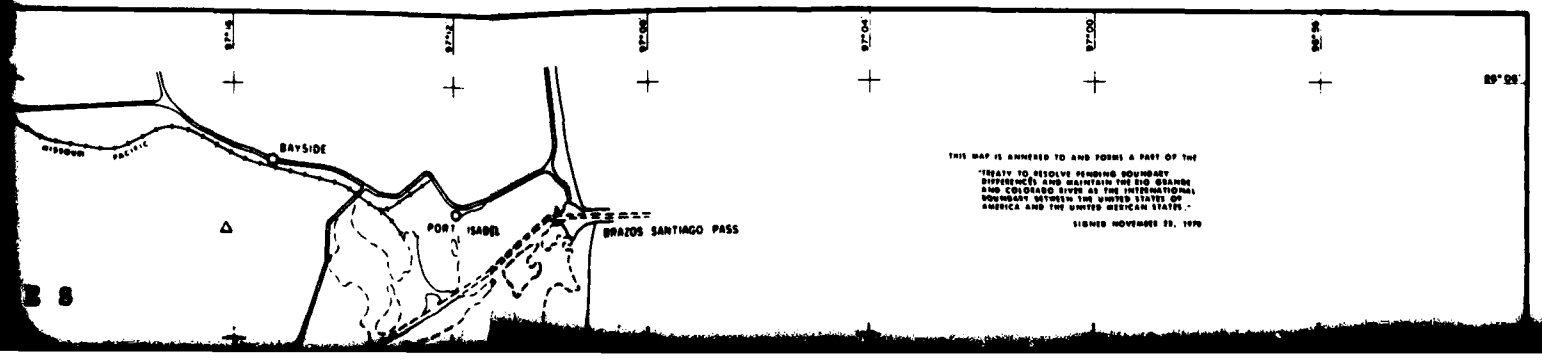 97°16'
97°12'
97°08'
97°04'
97°00'
96°56'
MISSOURI PACIFIC
BAYSIDE
PORT ISABEL
BRAZOS SANTIAGO PASS
E S
THIS MAP IS ANNEXED TO AND FORMS A PART OF THE
"TREATY TO RESOLVE PENDING BOUNDARY
DIFFERENCES AND MAINTAIN THE RIO GRANDE
AND COLORADO RIVER AS THE INTERNATIONAL
BOUNDARY BETWEEN THE UNITED STATES OF
AMERICA AND THE UNITED MEXICAN STATES."
SIGNED NOVEMBER 23, 1970